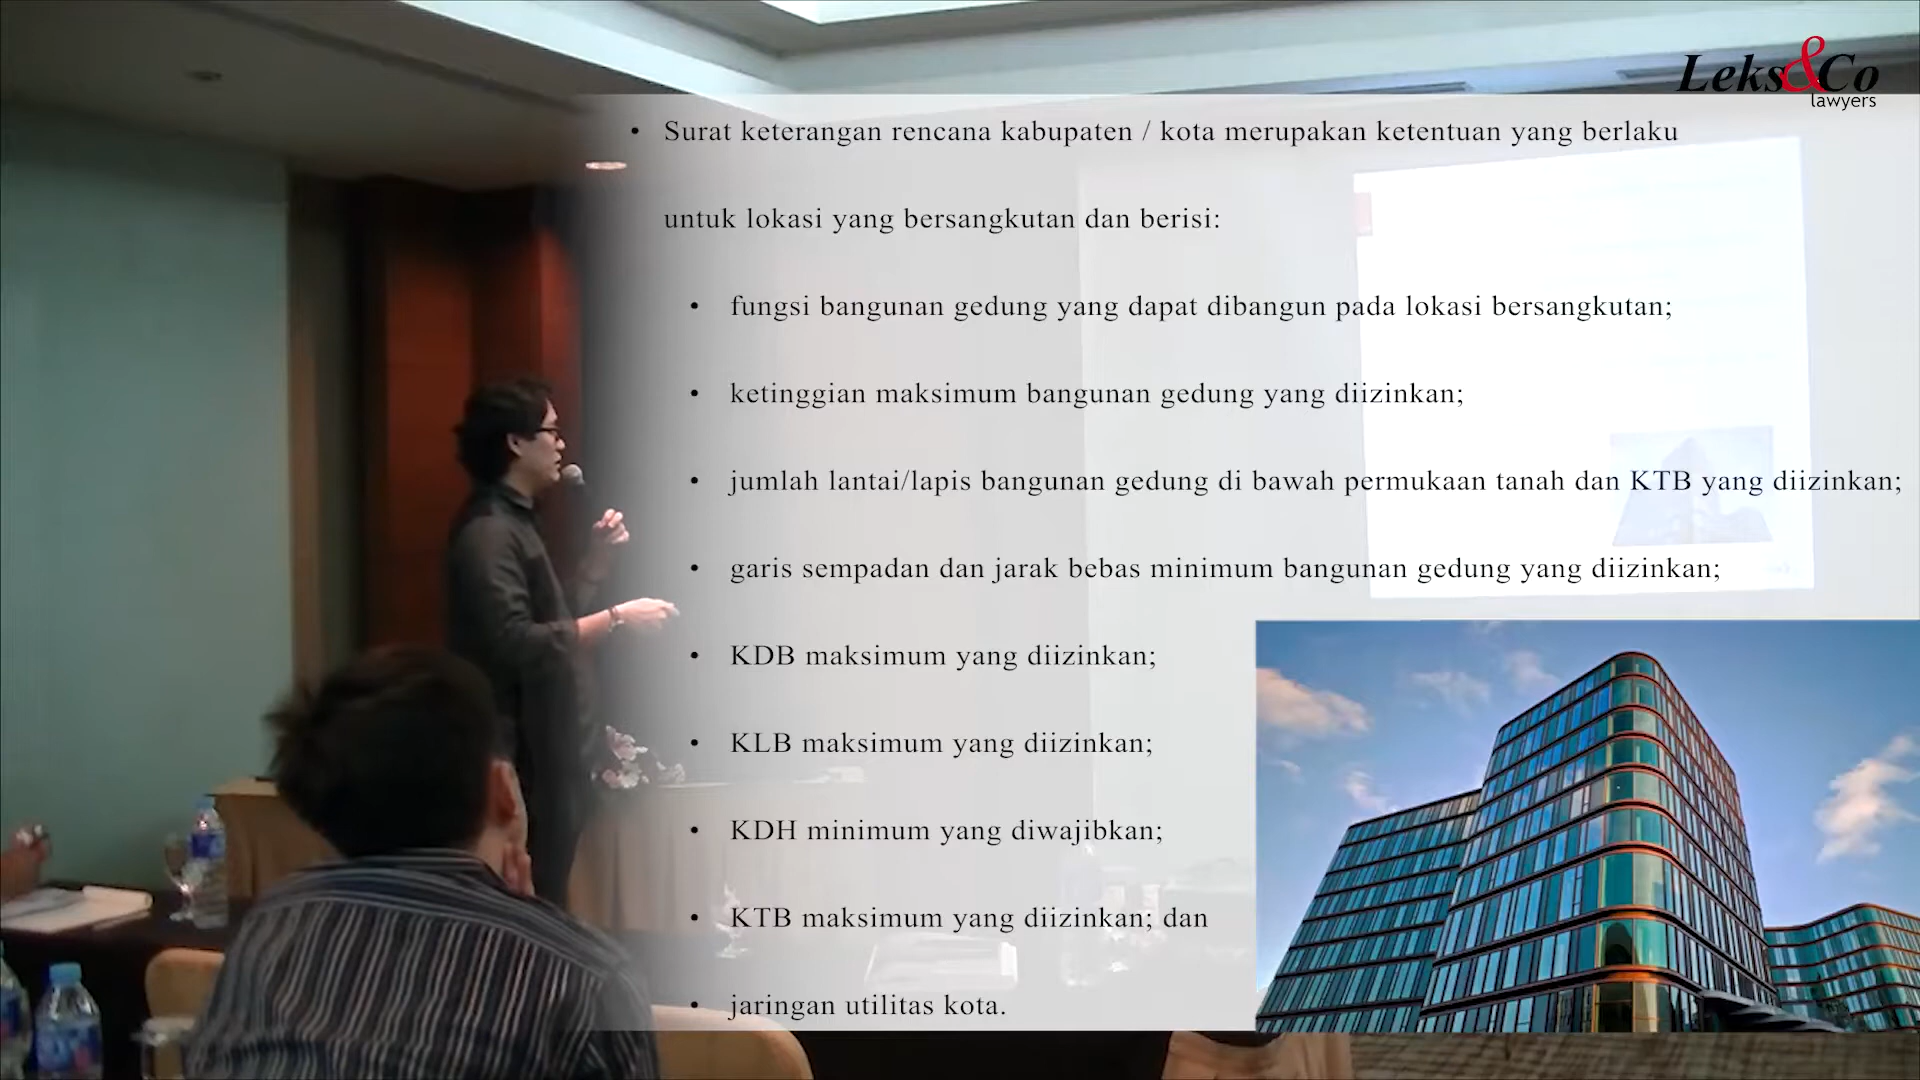 Leks&Co
lawyers
• Surat keterangan rencana kabupaten / kota merupakan ketentuan yang berlaku
untuk lokasi yang bersangkutan dan berisi:
• fungsi bangunan gedung yang dapat dibangun pada lokasi bersangkutan;
• ketinggian maksimum bangunan gedung yang diizinkan;
• jumlah lantai/lapis bangunan gedung di bawah permukaan tanah dan KTB yang diizinkan;
• garis sempadan dan jarak bebas minimum bangunan gedung yang diizinkan;
• KDB maksimum yang diizinkan;
• KLB maksimum yang diizinkan;
• KDH minimum yang diwajibkan;
• KTB maksimum yang diizinkan; dan
• jaringan utilitas kota.